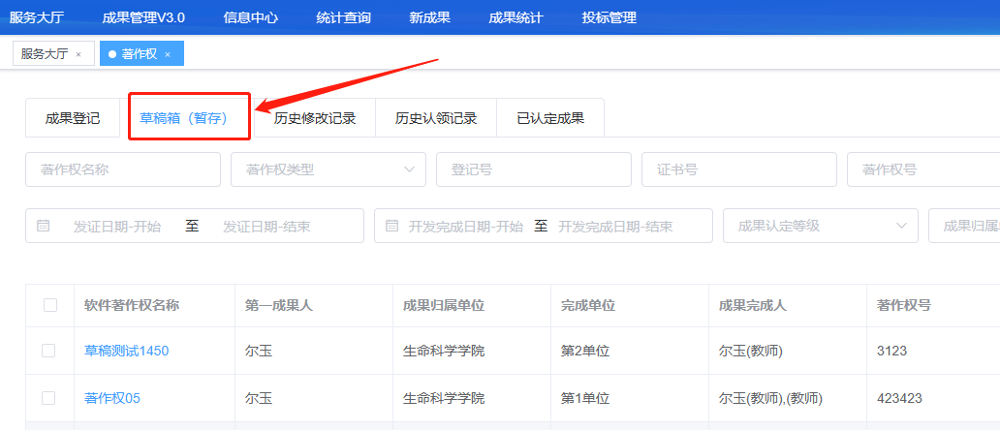 服务大厅 成果管理V3.0 信息中心 统计查询 新成果 成果统计 投标管理
服务大厅 × 著作权 ×
成果登记 草稿箱（暂存） 历史修改记录 历史认领记录 已认定成果
著作权名称 著作权类型 登记号 证书号 著作权号
发证日期-开始 至 发证日期-结束 开发完成日期-开始 至 开发完成日期-结束 成果认定等级 成果归属
软件著作权名称 第一成果人 成果归属单位 完成单位 成果完成人 著作权号
草稿测试1450 尔玉 生命科学学院 第2单位 尔玉(教师) 3123
著作权05 尔玉 生命科学学院 第1单位 尔玉(教师),(教师) 423423